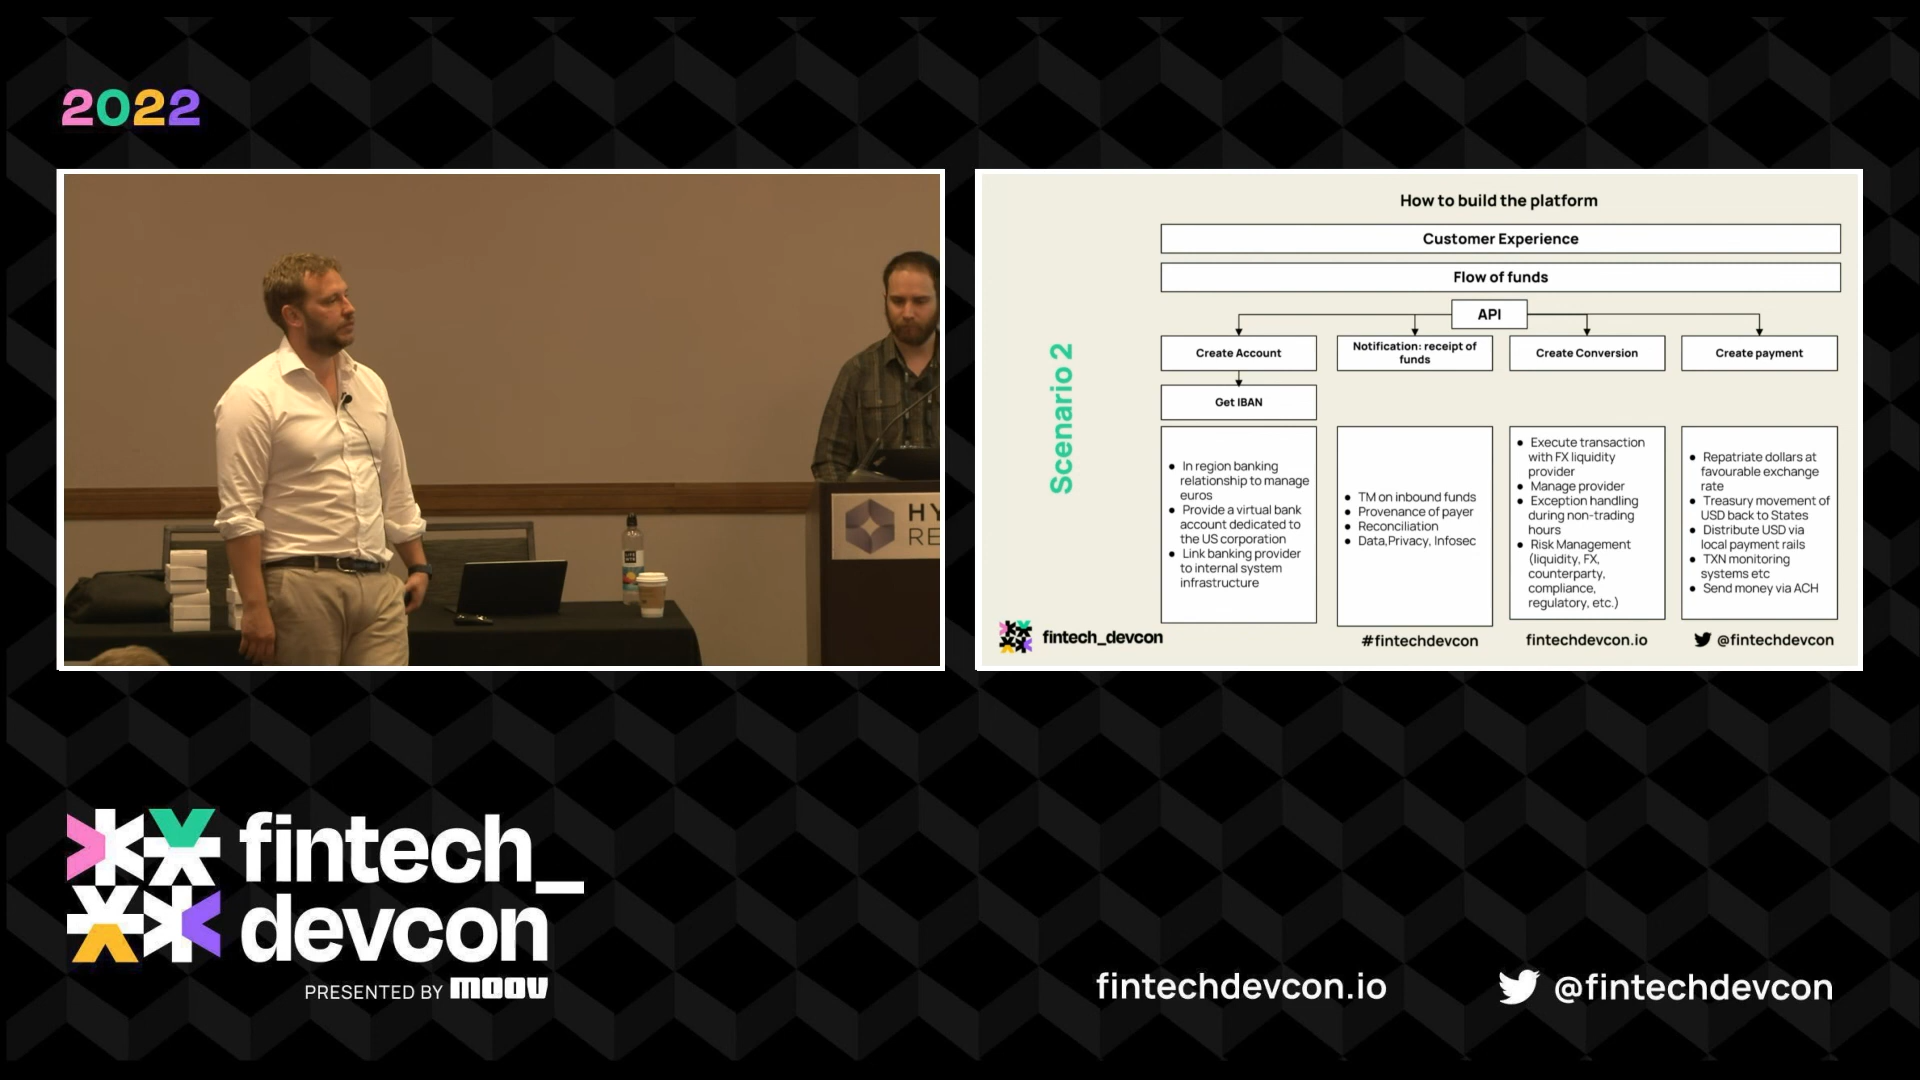 2022
HY
RE
How to build the platform
Customer Experience
Flow of funds
API
Create Account
Notification: receipt of
funds
Create Conversion
Create payment
Get IBAN
Scenario 2
• In region banking
relationship to manage
euros
• Provide a virtual bank
account dedicated to
the US corporation
• Link banking provider
to internal system
infrastructure
• TM on inbound funds
• Provenance of payer
• Reconciliation
• Data,Privacy, Infosec
• Execute transaction
with FX liquidity
provider
• Manage provider
• Exception handling
during non-trading
hours
• Risk Management
(liquidity, FX,
counterparty,
compliance,
regulatory, etc.)
• Repatriate dollars at
favourable exchange
rate
• Treasury movement of
USD back to States
• Distribute USD via
local payment rails
• TXN monitoring
systems etc
• Send money via ACH
fintech_devcon
#fintechdevcon
fintechdevcon.io
@fintechdevcon
fintech_
devcon
PRESENTED BY moov
fintechdevcon.io
@fintechdevcon